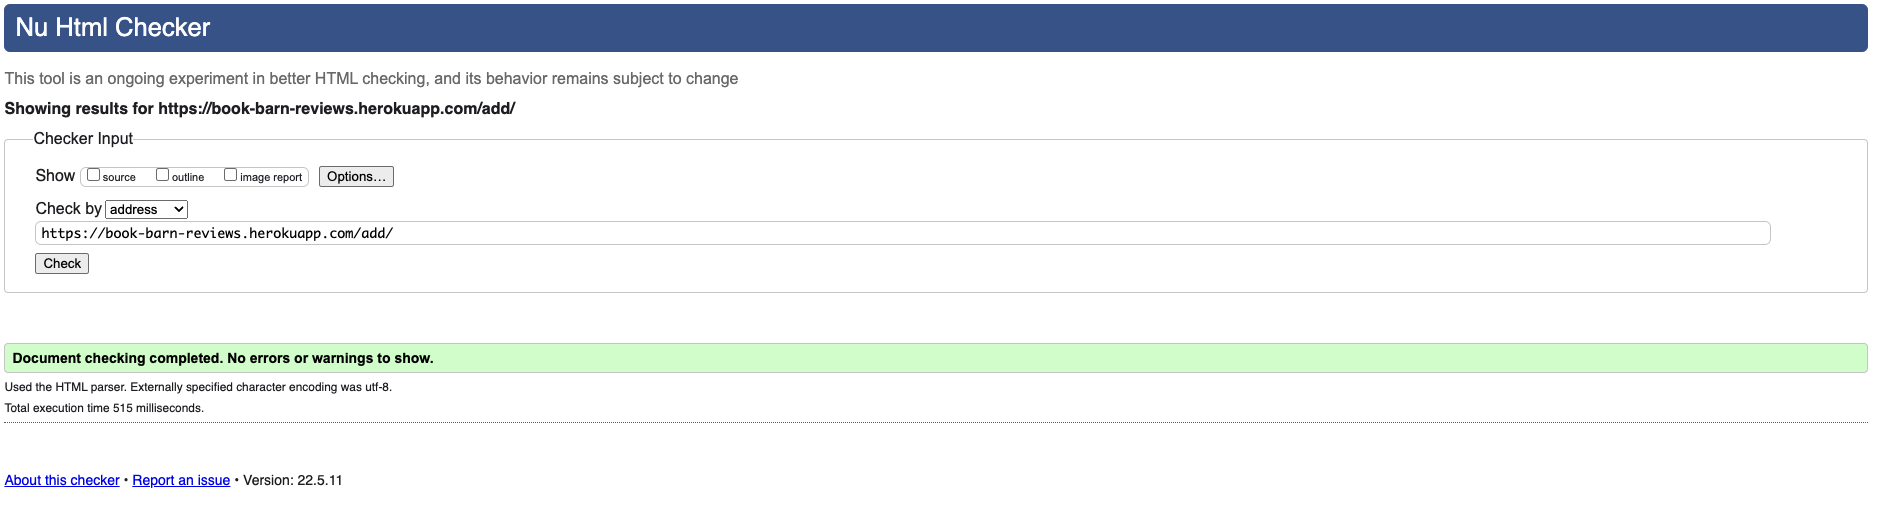 Nu Html Checker
This tool is an ongoing experiment in better HTML checking, and its behavior remains subject to change
Showing results for https://book-barn-reviews.herokuapp.com/add/
Checker Input
Show source outline image report Options...
Check by address
https://book-barn-reviews.herokuapp.com/add/
Check
Document checking completed. No errors or warnings to show.
Used the HTML parser. Externally specified character encoding was utf-8.
Total execution time 515 milliseconds.
About this checker • Report an issue • Version: 22.5.11